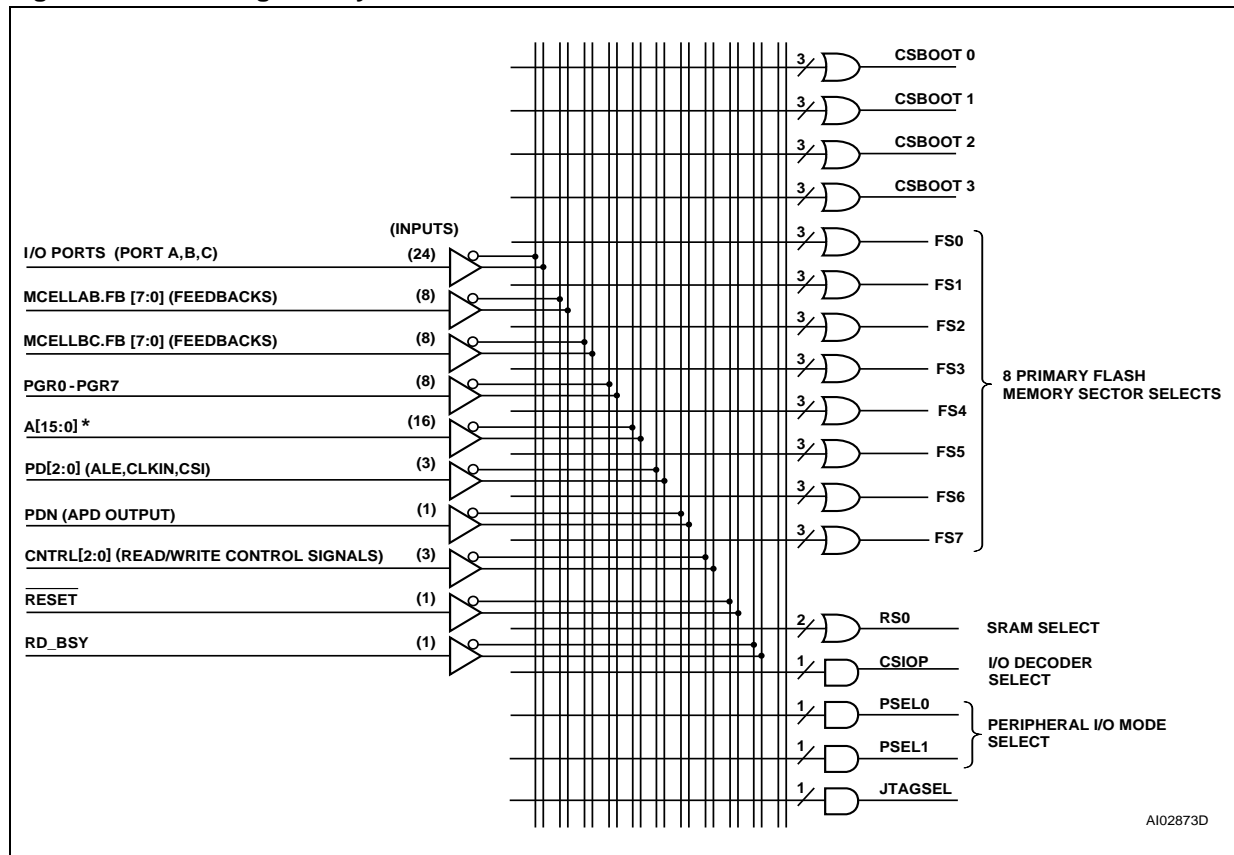 CSBOOT 0
3
CSBOOT 1
3
CSBOOT 2
3
CSBOOT 3
3
(INPUTS)
I/O PORTS (PORT A,B,C)
(24)
MCELLAB.FB [7:0] (FEEDBACKS)
(8)
MCELLBC.FB [7:0] (FEEDBACKS)
(8)
PGR0 - PGR7
(8)
A[15:0] *
(16)
PD[2:0] (ALE,CLKIN,CSI)
(3)
PDN (APD OUTPUT)
(1)
CNTRL[2:0] (READ/WRITE CONTROL SIGNALS)
(3)
RESET
(1)
RD_BSY
(1)
3
FS0
3
FS1
3
FS2
3
FS3
3
FS4
3
FS5
3
FS6
3
FS7
8 PRIMARY FLASH
MEMORY SECTOR SELECTS
2
RS0
SRAM SELECT
1
CSIOP
I/O DECODER
SELECT
1
PSEL0
1
PSEL1
PERIPHERAL I/O MODE
SELECT
1
JTAGSEL
AI02873D